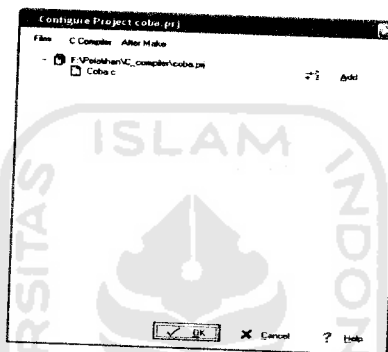 Configure Project coba.prj
Files C Compiler After Make
F:\Pelatihan\C_compiler\coba.prj
Coba.c
Add
ISLAM
OK Cancel ? Help